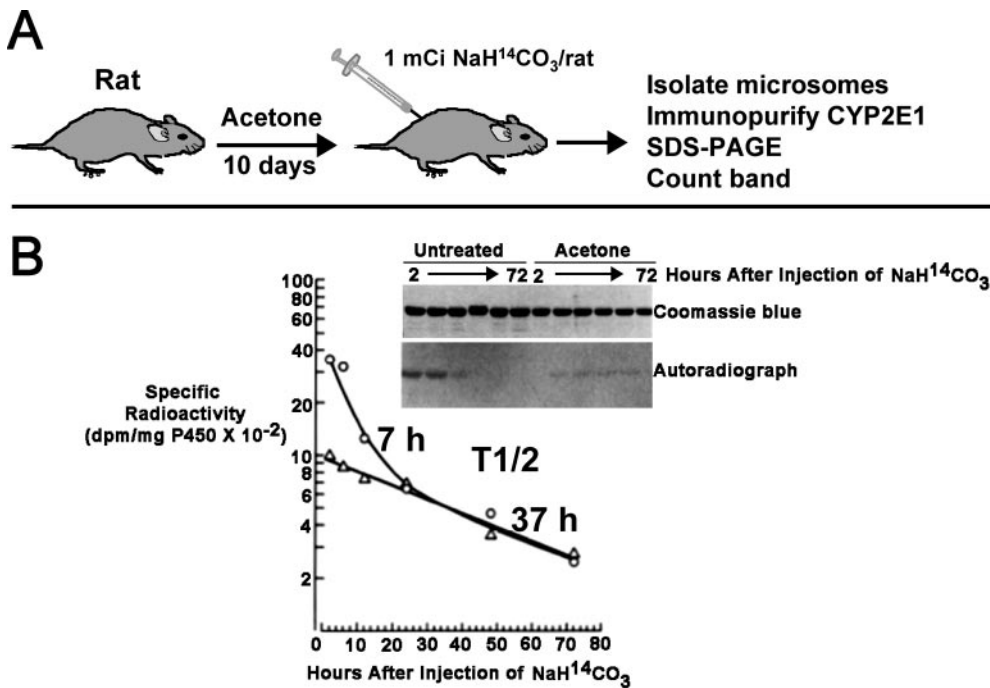 A
Rat
Acetone
10 days
1 mCi NaH¹⁴CO₃/rat
Isolate microsomes
Immunopurify CYP2E1
SDS-PAGE
Count band
B
Untreated Acetone
2 72 2 72 Hours After Injection of NaH¹⁴CO₃
Coomassie blue
Autoradiograph
Specific
Radioactivity
(dpm/mg P450 X 10⁻²)
100
80
60
40
20
10
8
6
4
2
7 h
T1/2
37 h
0 10 20 30 40 50 60 70 80
Hours After Injection of NaH¹⁴CO₃